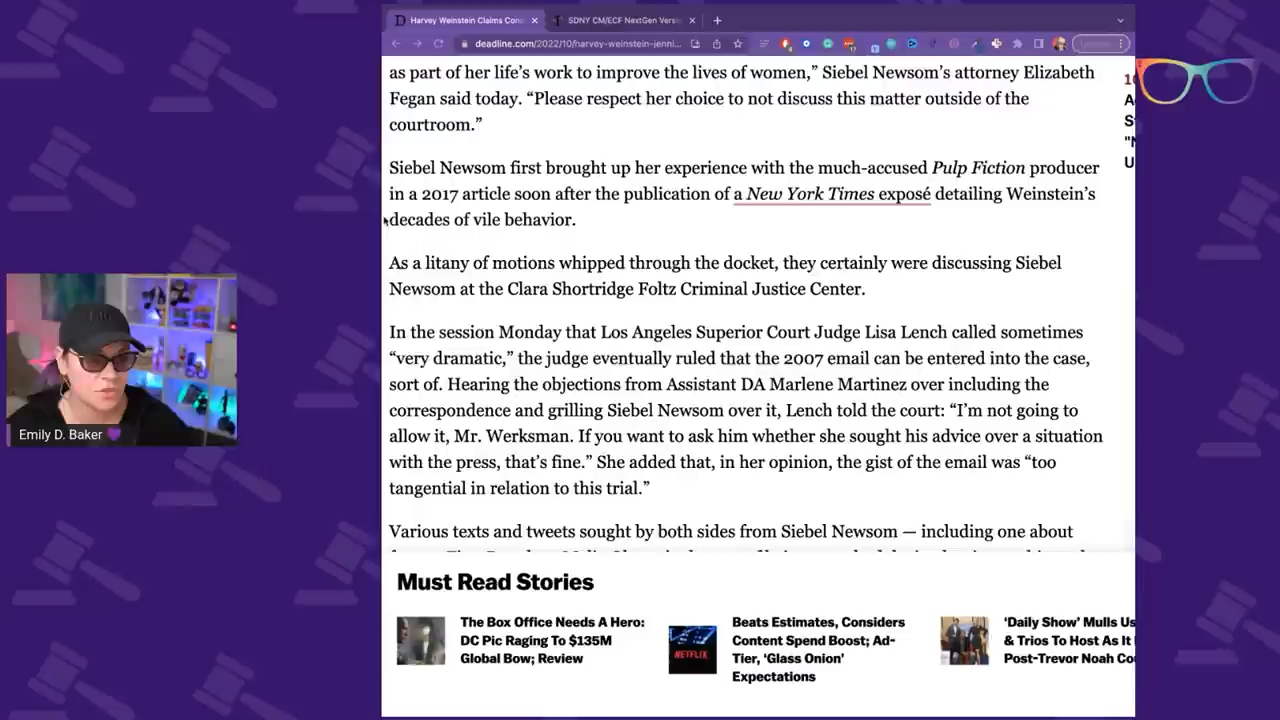 Harvey Weinstein Claims Cons
SDNY CM/ECF NextGen Versi
deadline.com/2022/10/harvey-weinstein-jenni...
as part of her life's work to improve the lives of women,” Siebel Newsom's attorney Elizabeth
Fegan said today. “Please respect her choice to not discuss this matter outside of the
courtroom.”
Siebel Newsom first brought up her experience with the much-accused Pulp Fiction producer
in a 2017 article soon after the publication of a New York Times exposé detailing Weinstein's
decades of vile behavior.
As a litany of motions whipped through the docket, they certainly were discussing Siebel
Newsom at the Clara Shortridge Foltz Criminal Justice Center.
In the session Monday that Los Angeles Superior Court Judge Lisa Lench called sometimes
“very dramatic,” the judge eventually ruled that the 2007 email can be entered into the case,
sort of. Hearing the objections from Assistant DA Marlene Martinez over including the
correspondence and grilling Siebel Newsom over it, Lench told the court: “I'm not going to
allow it, Mr. Werksman. If you want to ask him whether she sought his advice over a situation
with the press, that's fine.” She added that, in her opinion, the gist of the email was “too
tangential in relation to this trial.”
Various texts and tweets sought by both sides from Siebel Newsom — including one about
Must Read Stories
The Box Office Needs A Hero:
DC Pic Raging To $135M
Global Bow; Review
Beats Estimates, Considers
Content Spend Boost; Ad-
Tier, ‘Glass Onion’
Expectations
NETFLIX
‘Daily Show’ Mulls Us
& Trios To Host As It
Post-Trevor Noah Co
Emily D. Baker